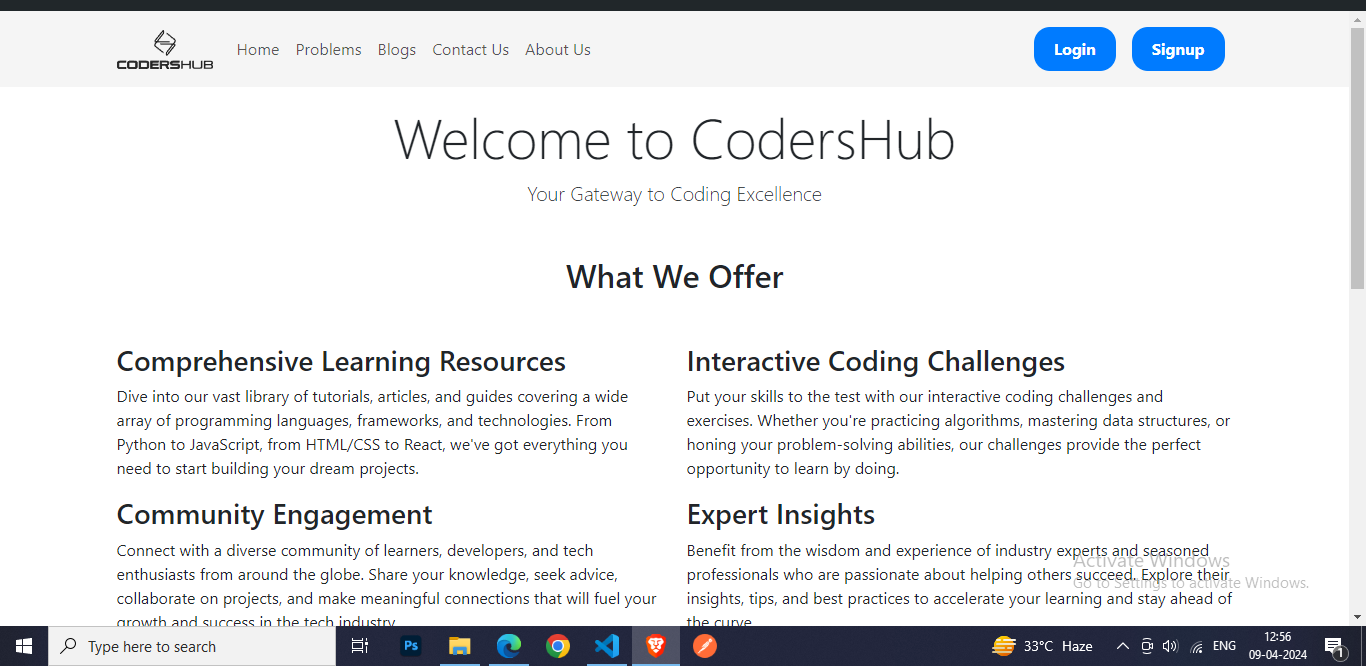 CODERSHUB
Home Problems Blogs Contact Us About Us
Login Signup
Welcome to CodersHub
Your Gateway to Coding Excellence
What We Offer
Comprehensive Learning Resources
Dive into our vast library of tutorials, articles, and guides covering a wide
array of programming languages, frameworks, and technologies. From
Python to JavaScript, from HTML/CSS to React, we've got everything you
need to start building your dream projects.
Interactive Coding Challenges
Put your skills to the test with our interactive coding challenges and
exercises. Whether you're practicing algorithms, mastering data structures, or
honing your problem-solving abilities, our challenges provide the perfect
opportunity to learn by doing.
Community Engagement
Connect with a diverse community of learners, developers, and tech
enthusiasts from around the globe. Share your knowledge, seek advice,
collaborate on projects, and make meaningful connections that will fuel your
growth and success in the tech industry.
Expert Insights
Benefit from the wisdom and experience of industry experts and seasoned
professionals who are passionate about helping others succeed. Explore their
insights, tips, and best practices to accelerate your learning and stay ahead of
the curve.
Activate Windows
Go to Settings to activate Windows.
Type here to search
Ps
33°C Haze
ENG
12:56
09-04-2024
1